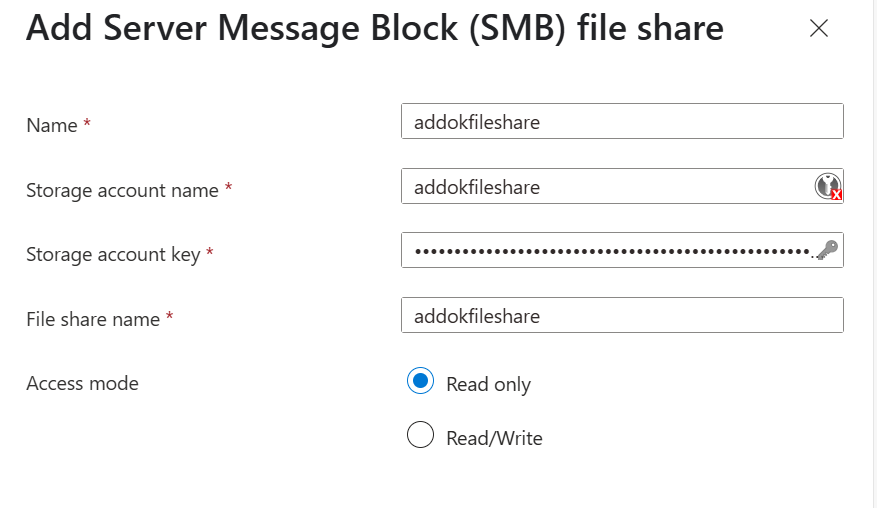 Add Server Message Block (SMB) file share
Name *
addokfileshare
Storage account name *
addokfileshare
Storage account key *
••••••••••••••••••••••••••••••••••••••••••••••••••...
File share name *
addokfileshare
Access mode
Read only
Read/Write